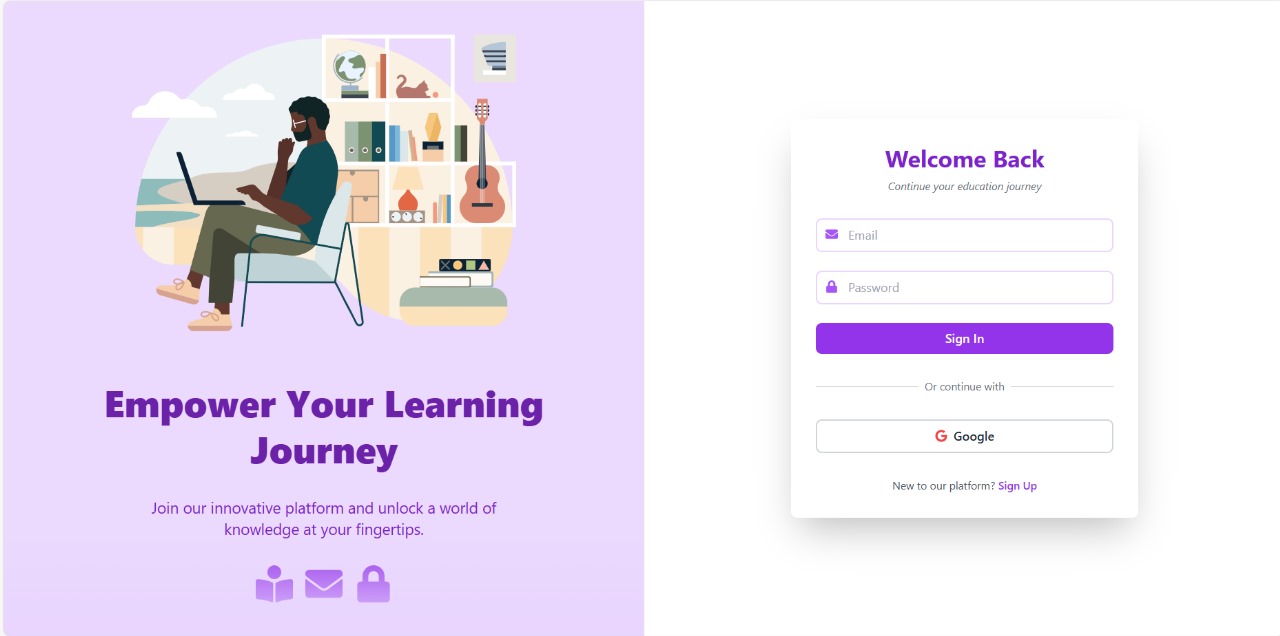 Empower Your Learning
Journey
Join our innovative platform and unlock a world of
knowledge at your fingertips.
Welcome Back
Continue your education journey
Email
Password
Sign In
Or continue with
Google
New to our platform? Sign Up